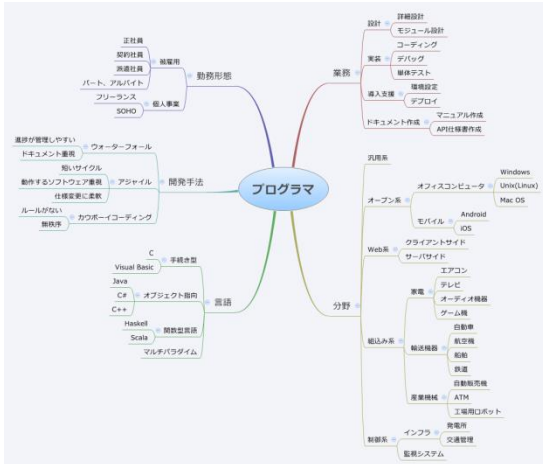 プログラマ
勤務形態
被雇用
正社員
契約社員
派遣社員
パート、アルバイト
個人事業
フリーランス
SOHO
開発手法
ウォーターフォール
進捗が管理しやすい
ドキュメント重視
アジャイル
短いサイクル
動作するソフトウェア重視
仕様変更に柔軟
カウボーイコーディング
ルールがない
無秩序
言語
手続き型
C
Visual Basic
オブジェクト指向
Java
C#
C++
関数型言語
Haskell
Scala
マルチパラダイム
業務
設計
詳細設計
モジュール設計
実装
コーディング
デバッグ
単体テスト
導入支援
環境設定
デプロイ
ドキュメント作成
マニュアル作成
API仕様書作成
分野
汎用系
オープン系
オフィスコンピュータ
Windows
Unix(Linux)
Mac OS
モバイル
Android
iOS
Web系
クライアントサイド
サーバサイド
組込み系
家電
エアコン
テレビ
オーディオ機器
ゲーム機
輸送機器
自動車
航空機
船舶
鉄道
産業機械
自動販売機
ATM
工場用ロボット
制御系
インフラ
発電所
交通管理
監視システム